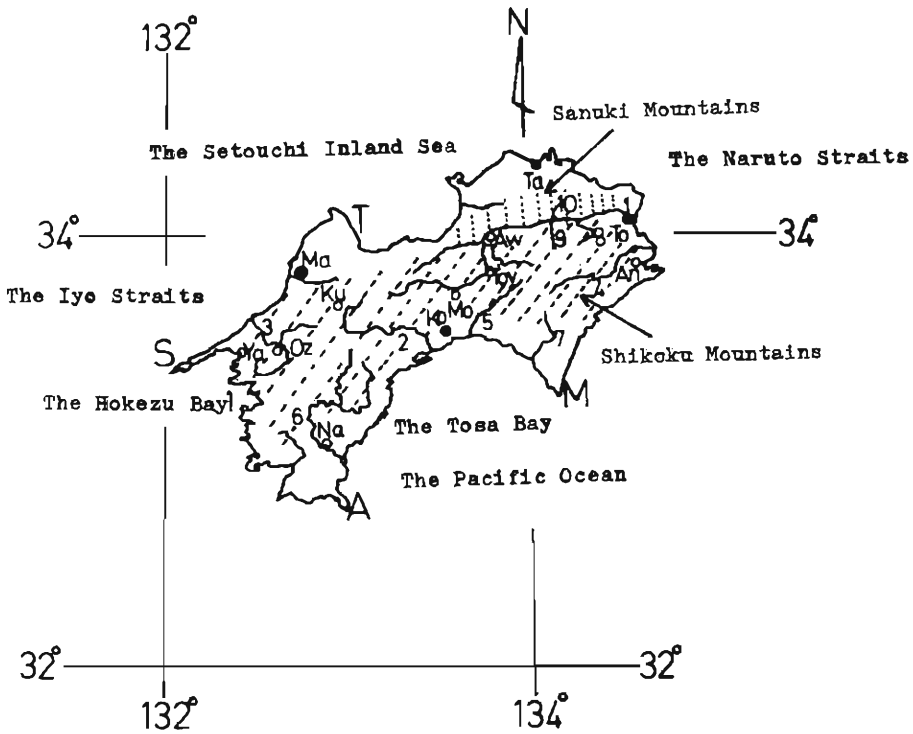 132°
N
Sanuki Mountains
The Setouchi Inland Sea
The Naruto Straits
Ta
10
1
T
34°
34°
Aw
9
8
To
Ma
An
The Iyo Straits
Ku
Mo
4
Ko
5
3
2
7
S
Ya
Oz
I
Shikoku Mountains
M
The Hokezu Bay
6
Na
The Tosa Bay
The Pacific Ocean
A
32°
32°
132°
134°